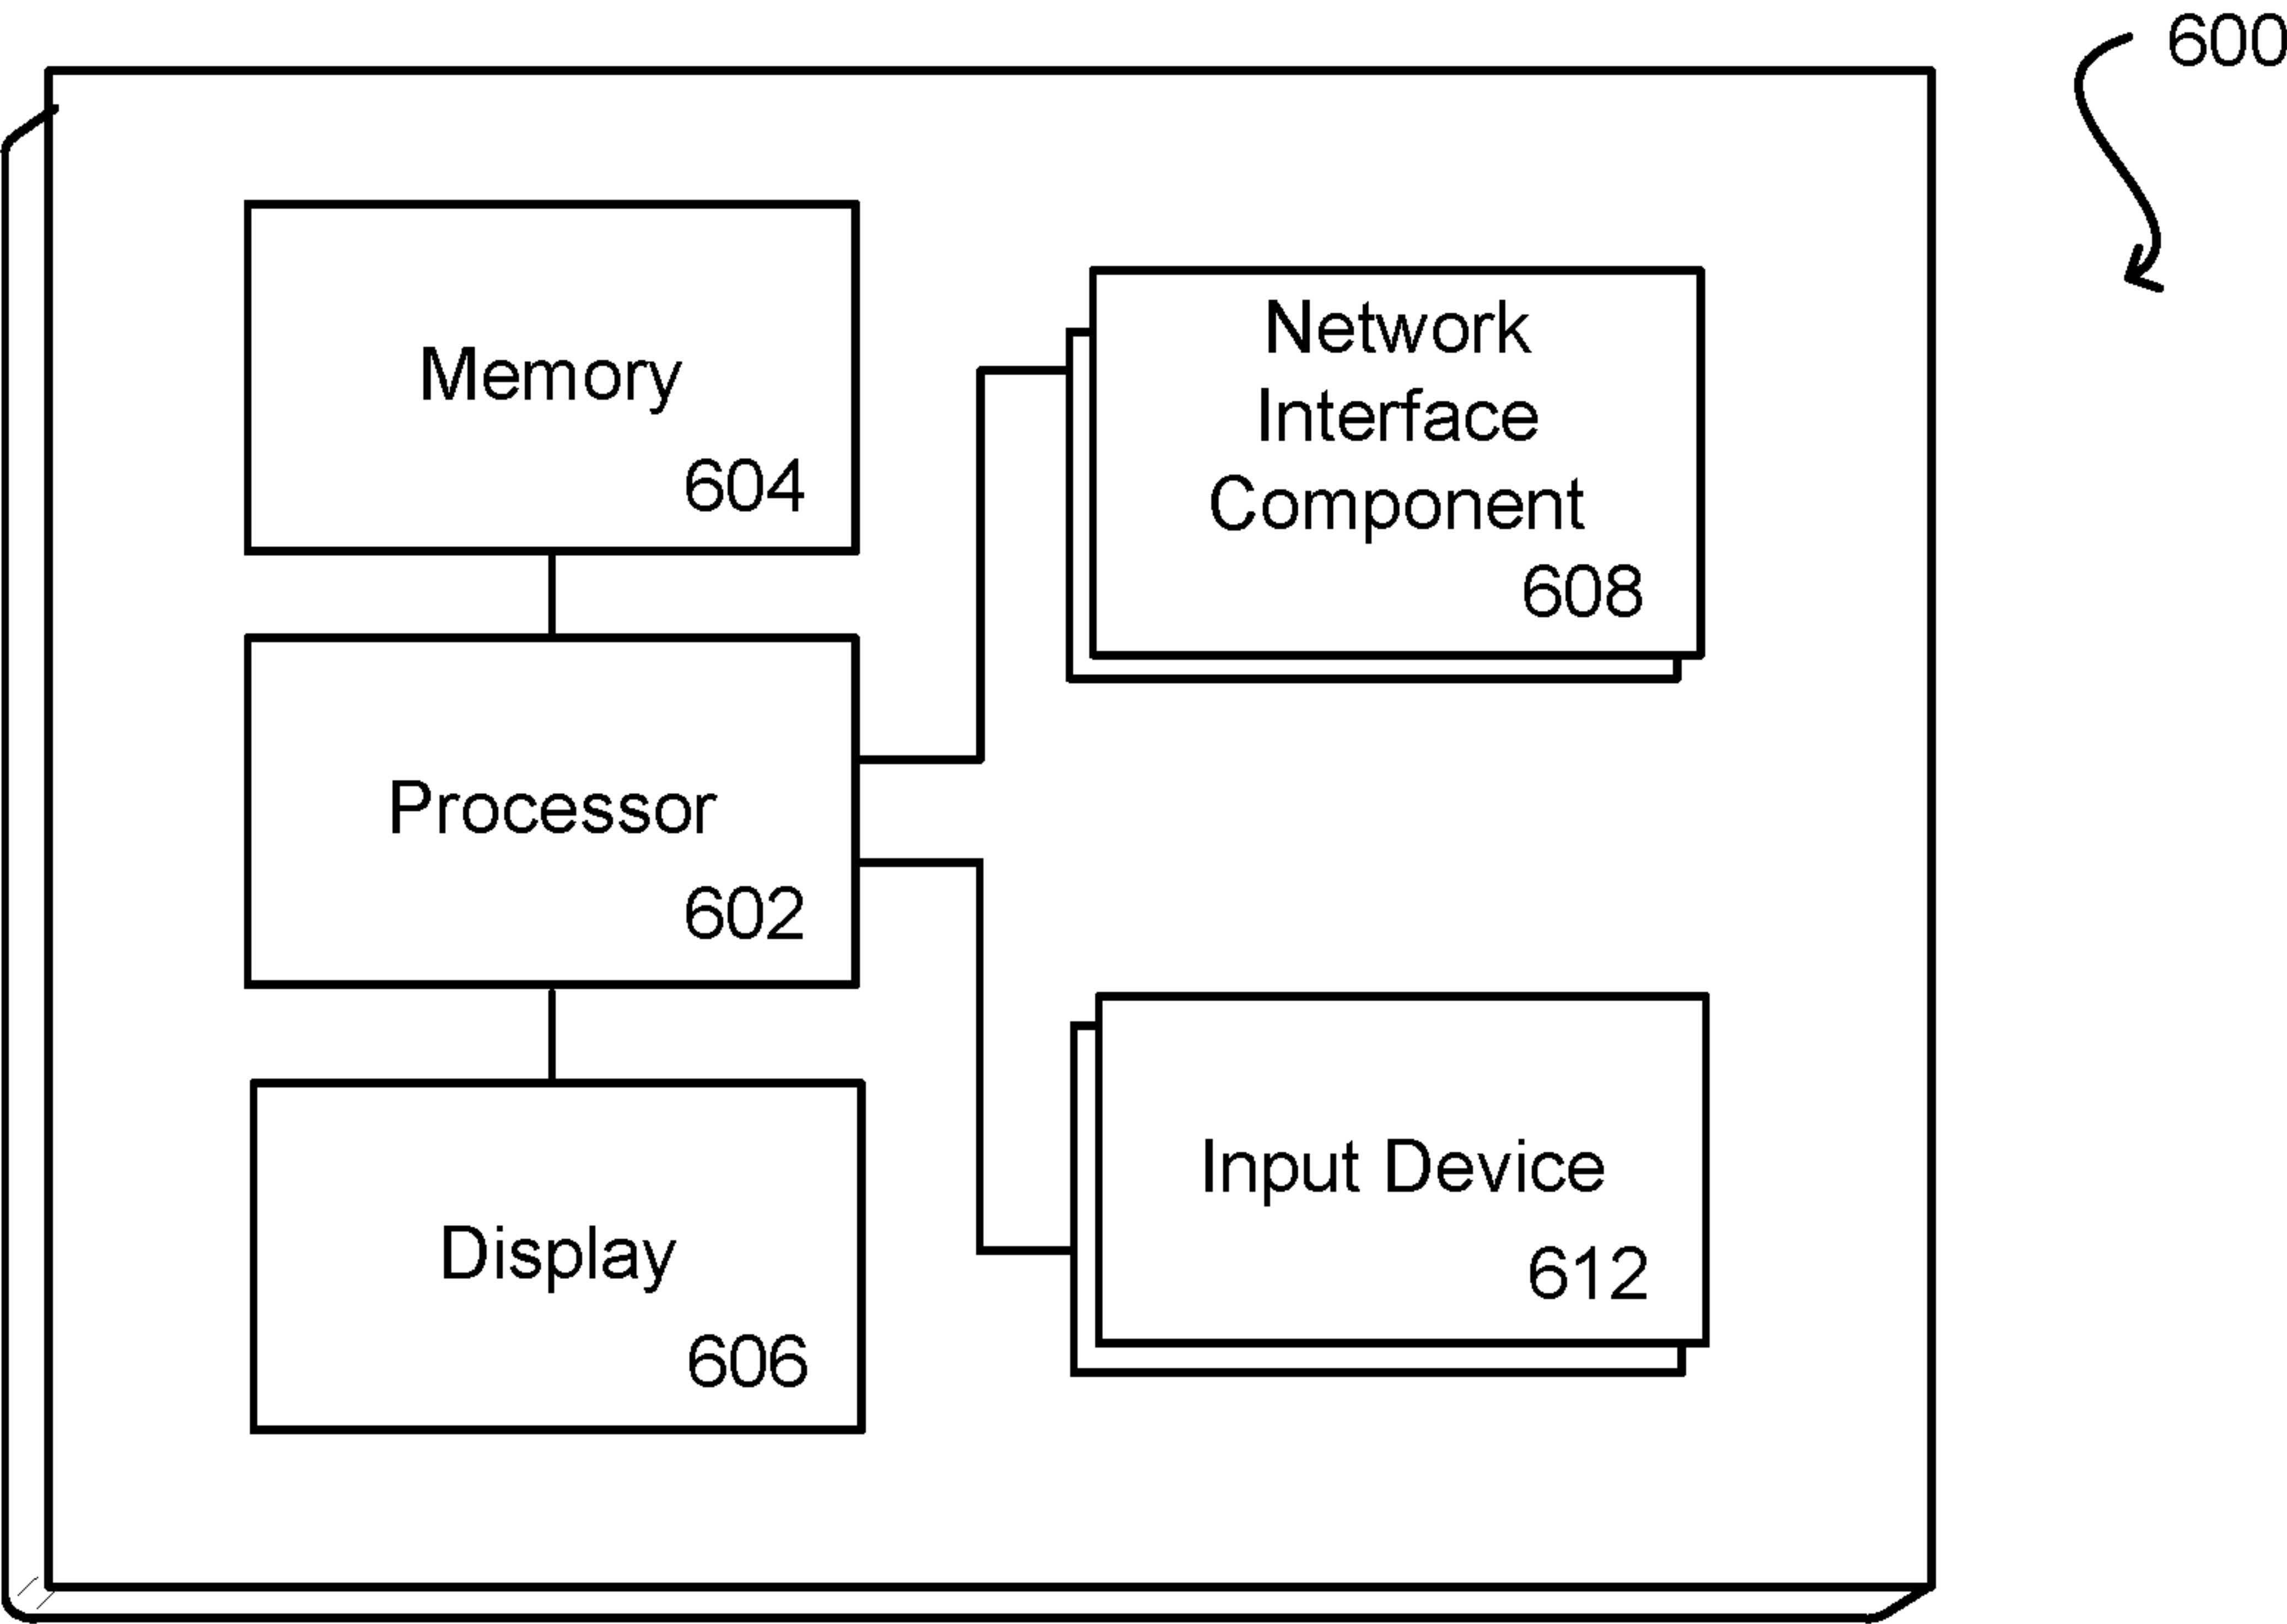 600
Memory
604
Network
Interface
Component
608
Processor
602
Display
606
Input Device
612